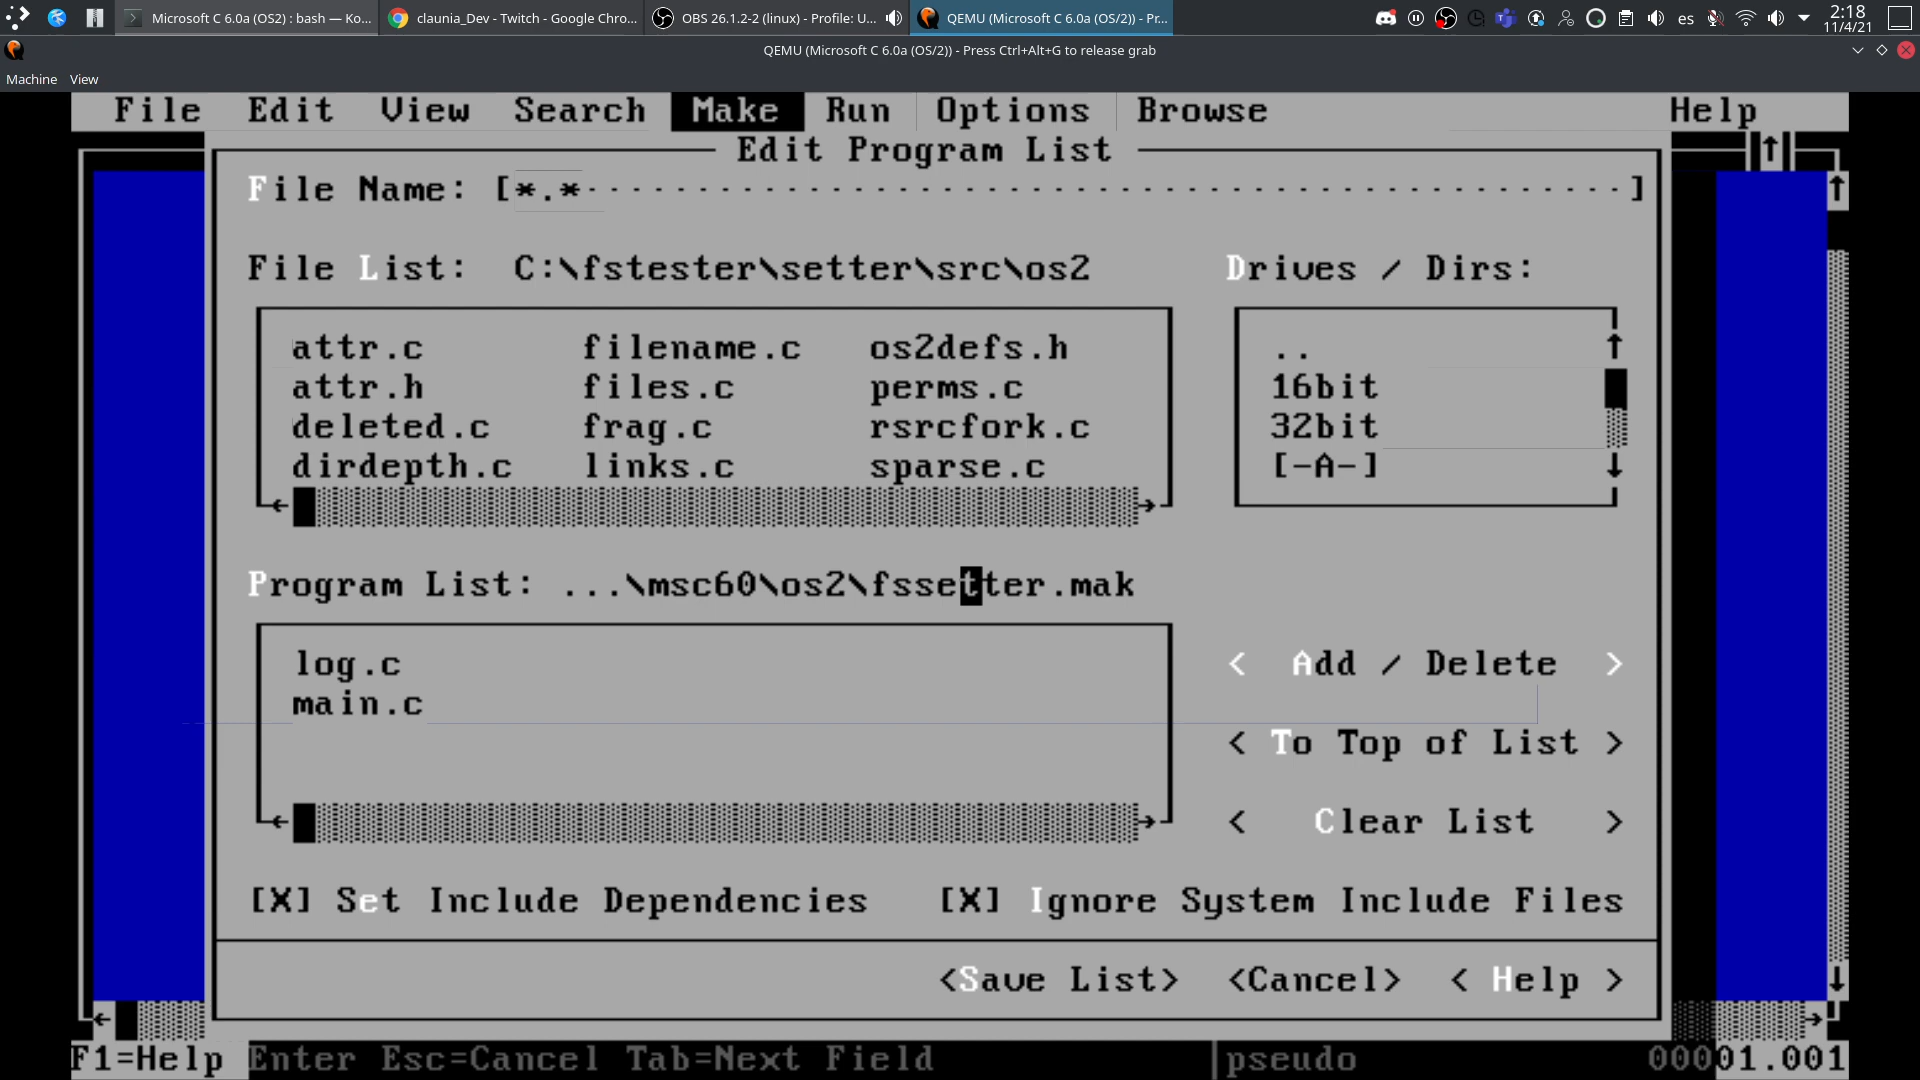 Microsoft C 6.0a (OS2) : bash — Ko...
claunia_Dev - Twitch - Google Chro...
OBS 26.1.2-2 (linux) - Profile: U...
QEMU (Microsoft C 6.0a (OS/2)) - Pr...
es
2:18
11/4/21
QEMU (Microsoft C 6.0a (OS/2)) - Press Ctrl+Alt+G to release grab
Machine View
File Edit View Search Make Run Options Browse Help
Edit Program List
File Name: [*.*·······························]
File List: C:\fstester\setter\src\os2 Drives / Dirs:
attr.c filename.c os2defs.h ..
attr.h files.c perms.c 16bit
deleted.c frag.c rsrcfork.c 32bit
dirdepth.c links.c sparse.c [-A-]
Program List: ...\msc60\os2\fssetter.mak
log.c < Add / Delete >
main.c
< To Top of List >
< Clear List >
[X] Set Include Dependencies [X] Ignore System Include Files
<Save List> <Cancel> < Help >
F1=Help Enter Esc=Cancel Tab=Next Field pseudo 00001.001